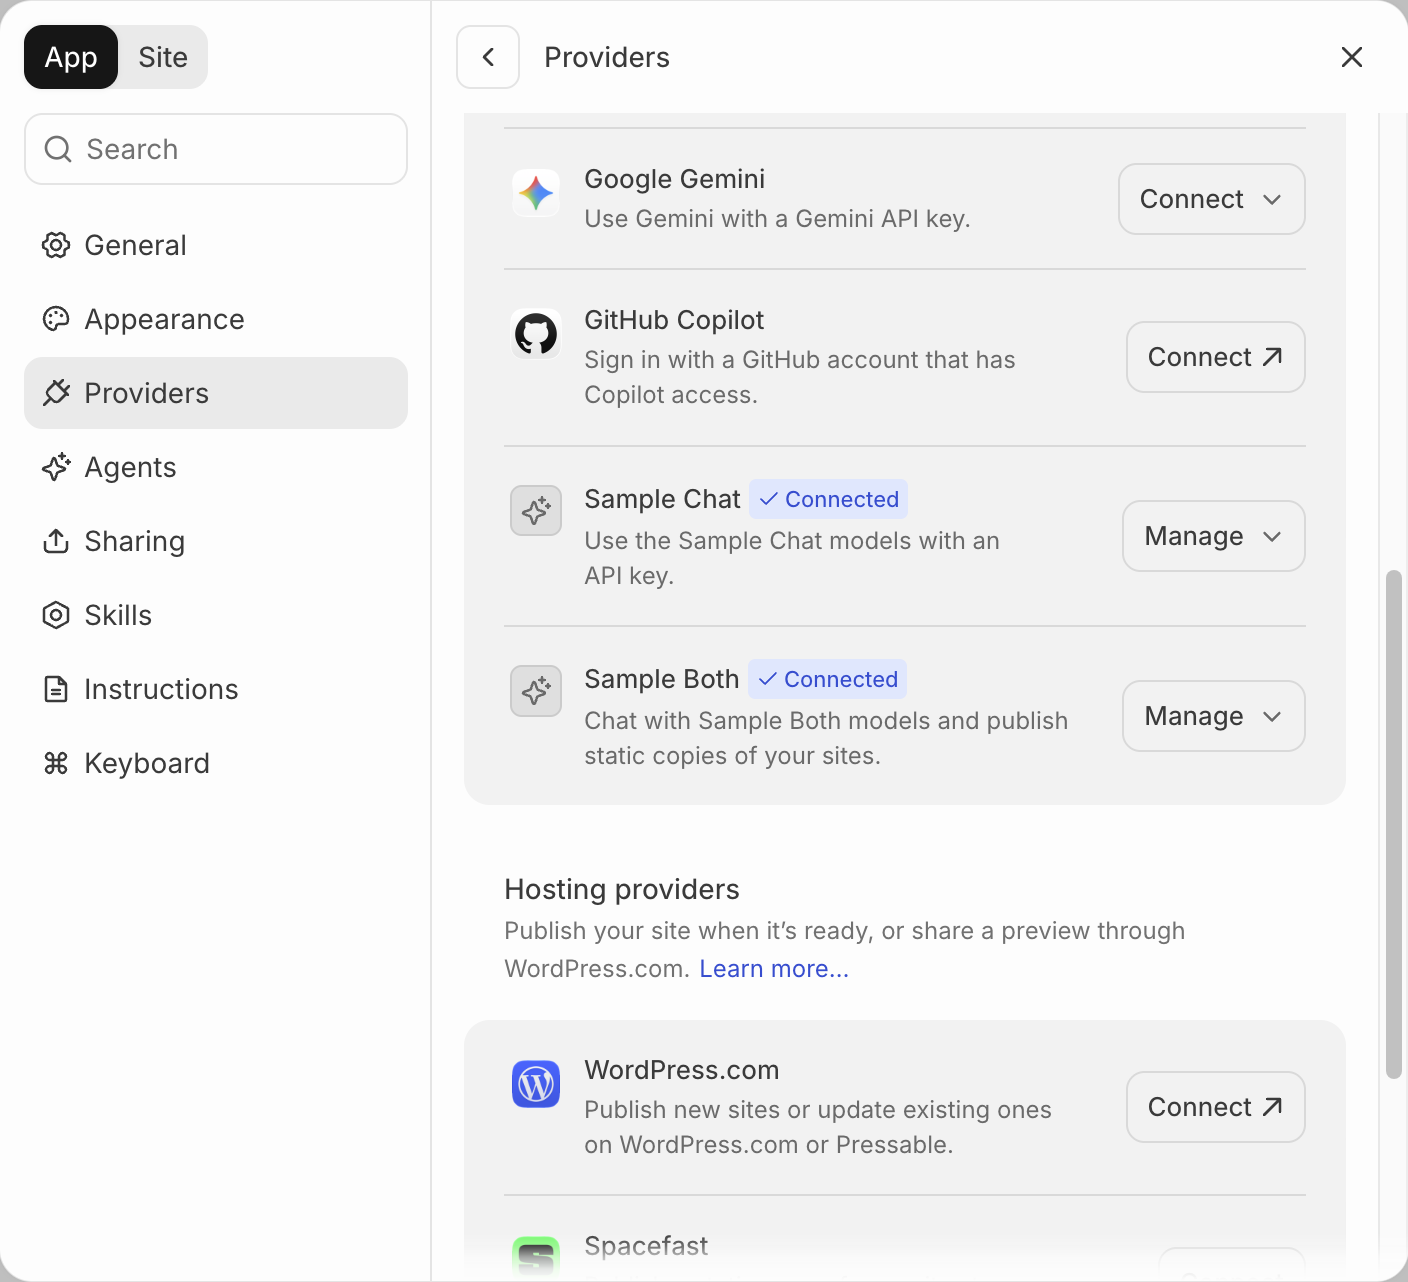 App
Site
Search
General
Appearance
Providers
Agents
Sharing
Skills
Instructions
Keyboard
Providers
Google Gemini
Use Gemini with a Gemini API key.
Connect
GitHub Copilot
Sign in with a GitHub account that has
Copilot access.
Connect
Sample Chat
Connected
Use the Sample Chat models with an
API key.
Manage
Sample Both
Connected
Chat with Sample Both models and publish
static copies of your sites.
Manage
Hosting providers
Publish your site when it’s ready, or share a preview through
WordPress.com. Learn more...
WordPress.com
Publish new sites or update existing ones
on WordPress.com or Pressable.
Connect
Spacefast